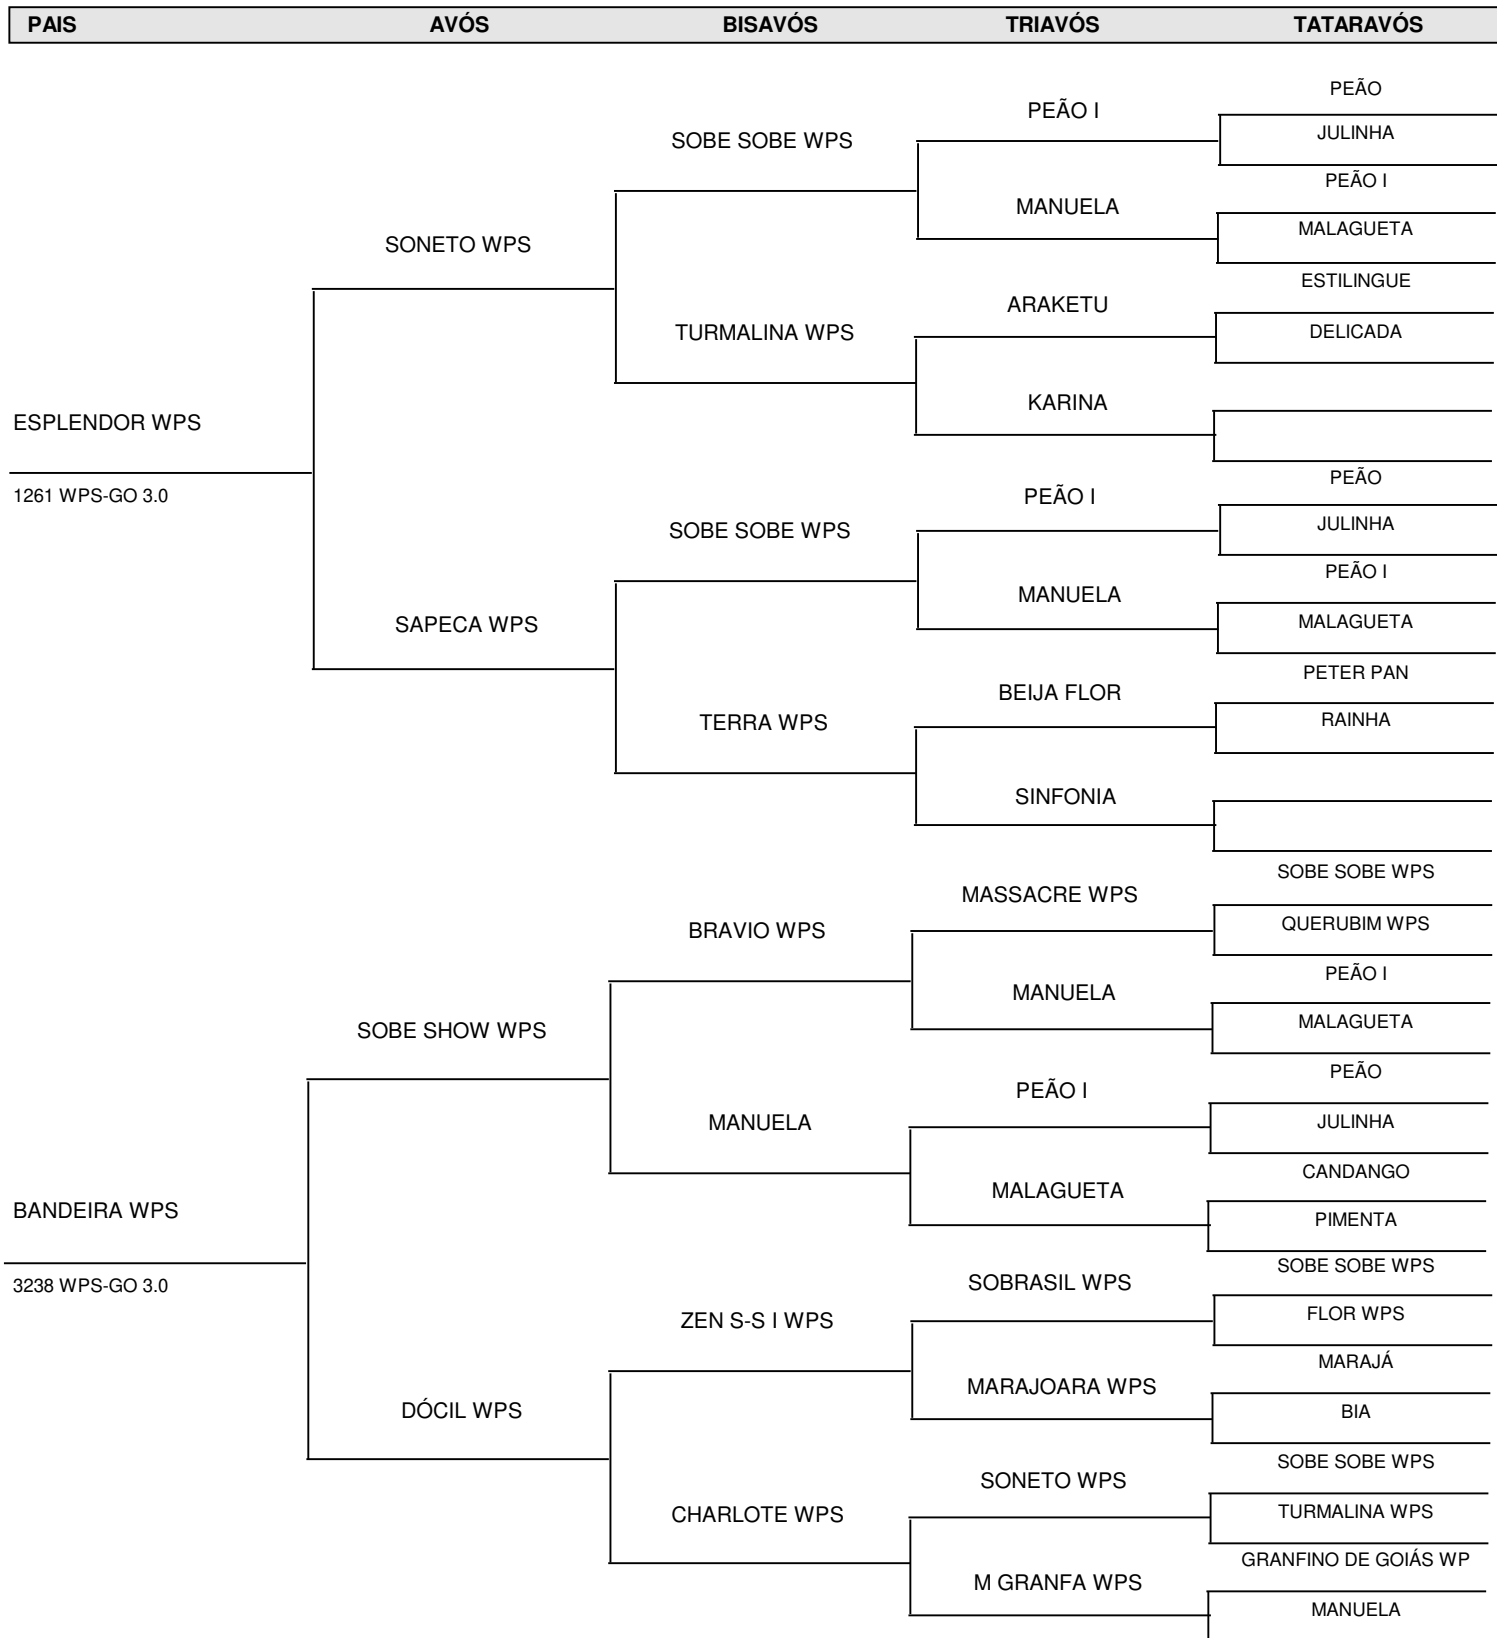 PAIS AVÓS BISAVÓS TRIAVÓS TATARAVÓS
PEÃO
PEÃO I
JULINHA
SOBE SOBE WPS
PEÃO I
MANUELA
MALAGUETA
SONETO WPS
ESTILINGUE
ARAKETU
TURMALINA WPS
DELICADA
KARINA
ESPLENDOR WPS
1261 WPS-GO 3.0
PEÃO
PEÃO I
JULINHA
SOBE SOBE WPS
PEÃO I
MANUELA
MALAGUETA
SAPECA WPS
PETER PAN
BEIJA FLOR
RAINHA
TERRA WPS
SINFONIA
SOBE SOBE WPS
MASSACRE WPS
QUERUBIM WPS
BRAVIO WPS
PEÃO I
MANUELA
MALAGUETA
SOBE SHOW WPS
PEÃO
PEÃO I
JULINHA
MANUELA
CANDANGO
MALAGUETA
PIMENTA
BANDEIRA WPS
3238 WPS-GO 3.0
SOBE SOBE WPS
SOBRASIL WPS
FLOR WPS
ZEN S-S I WPS
MARAJÁ
MARAJOARA WPS
BIA
DÓCIL WPS
SOBE SOBE WPS
SONETO WPS
TURMALINA WPS
CHARLOTE WPS
GRANFINO DE GOIÁS WP
M GRANFA WPS
MANUELA